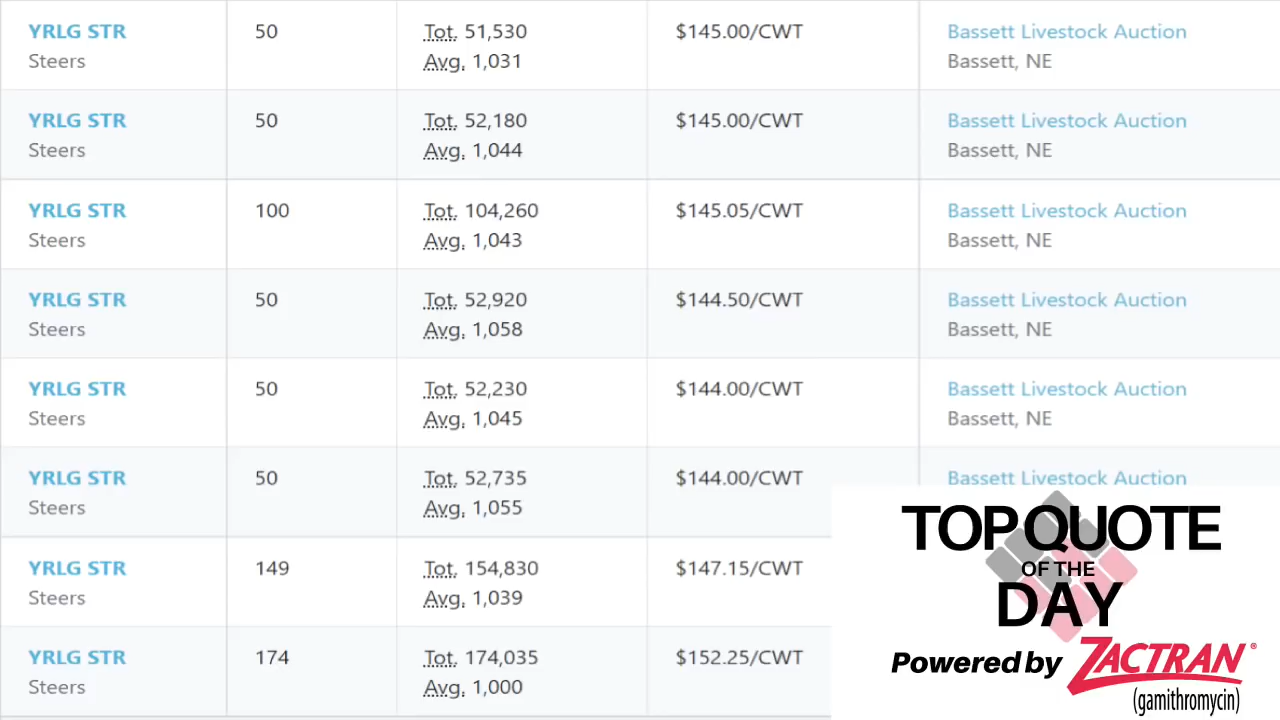 YRLG STR 50 Tot. 51,530 $145.00/CWT Bassett Livestock Auction
Steers Avg. 1,031 Bassett, NE
YRLG STR 50 Tot. 52,180 $145.00/CWT Bassett Livestock Auction
Steers Avg. 1,044 Bassett, NE
YRLG STR 100 Tot. 104,260 $145.05/CWT Bassett Livestock Auction
Steers Avg. 1,043 Bassett, NE
YRLG STR 50 Tot. 52,920 $144.50/CWT Bassett Livestock Auction
Steers Avg. 1,058 Bassett, NE
YRLG STR 50 Tot. 52,230 $144.00/CWT Bassett Livestock Auction
Steers Avg. 1,045 Bassett, NE
YRLG STR 50 Tot. 52,735 $144.00/CWT Bassett Livestock Auction
Steers Avg. 1,055
YRLG STR 149 Tot. 154,830 $147.15/CWT
Steers Avg. 1,039
YRLG STR 174 Tot. 174,035 $152.25/CWT
Steers Avg. 1,000
TOP QUOTE
OF THE
DAY
Powered by ZACTRAN®
(gamithromycin)